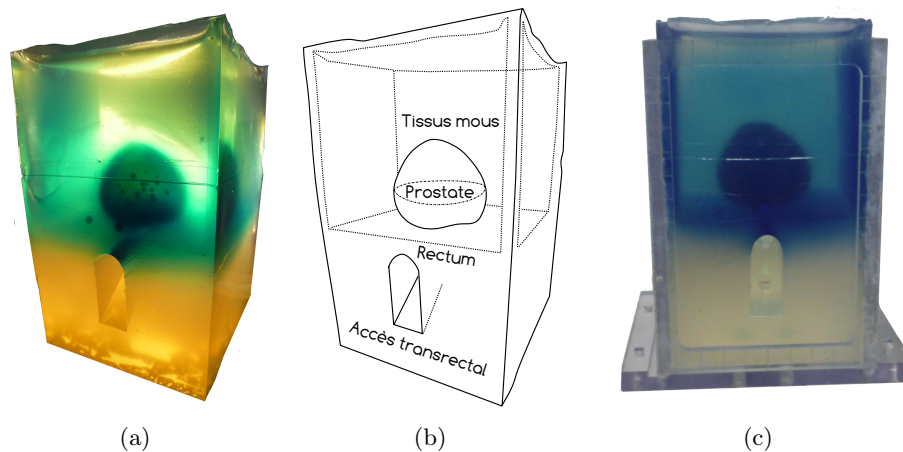 Tissus mous
Prostate
Rectum
Accès transrectal
(a)
(b)
(c)